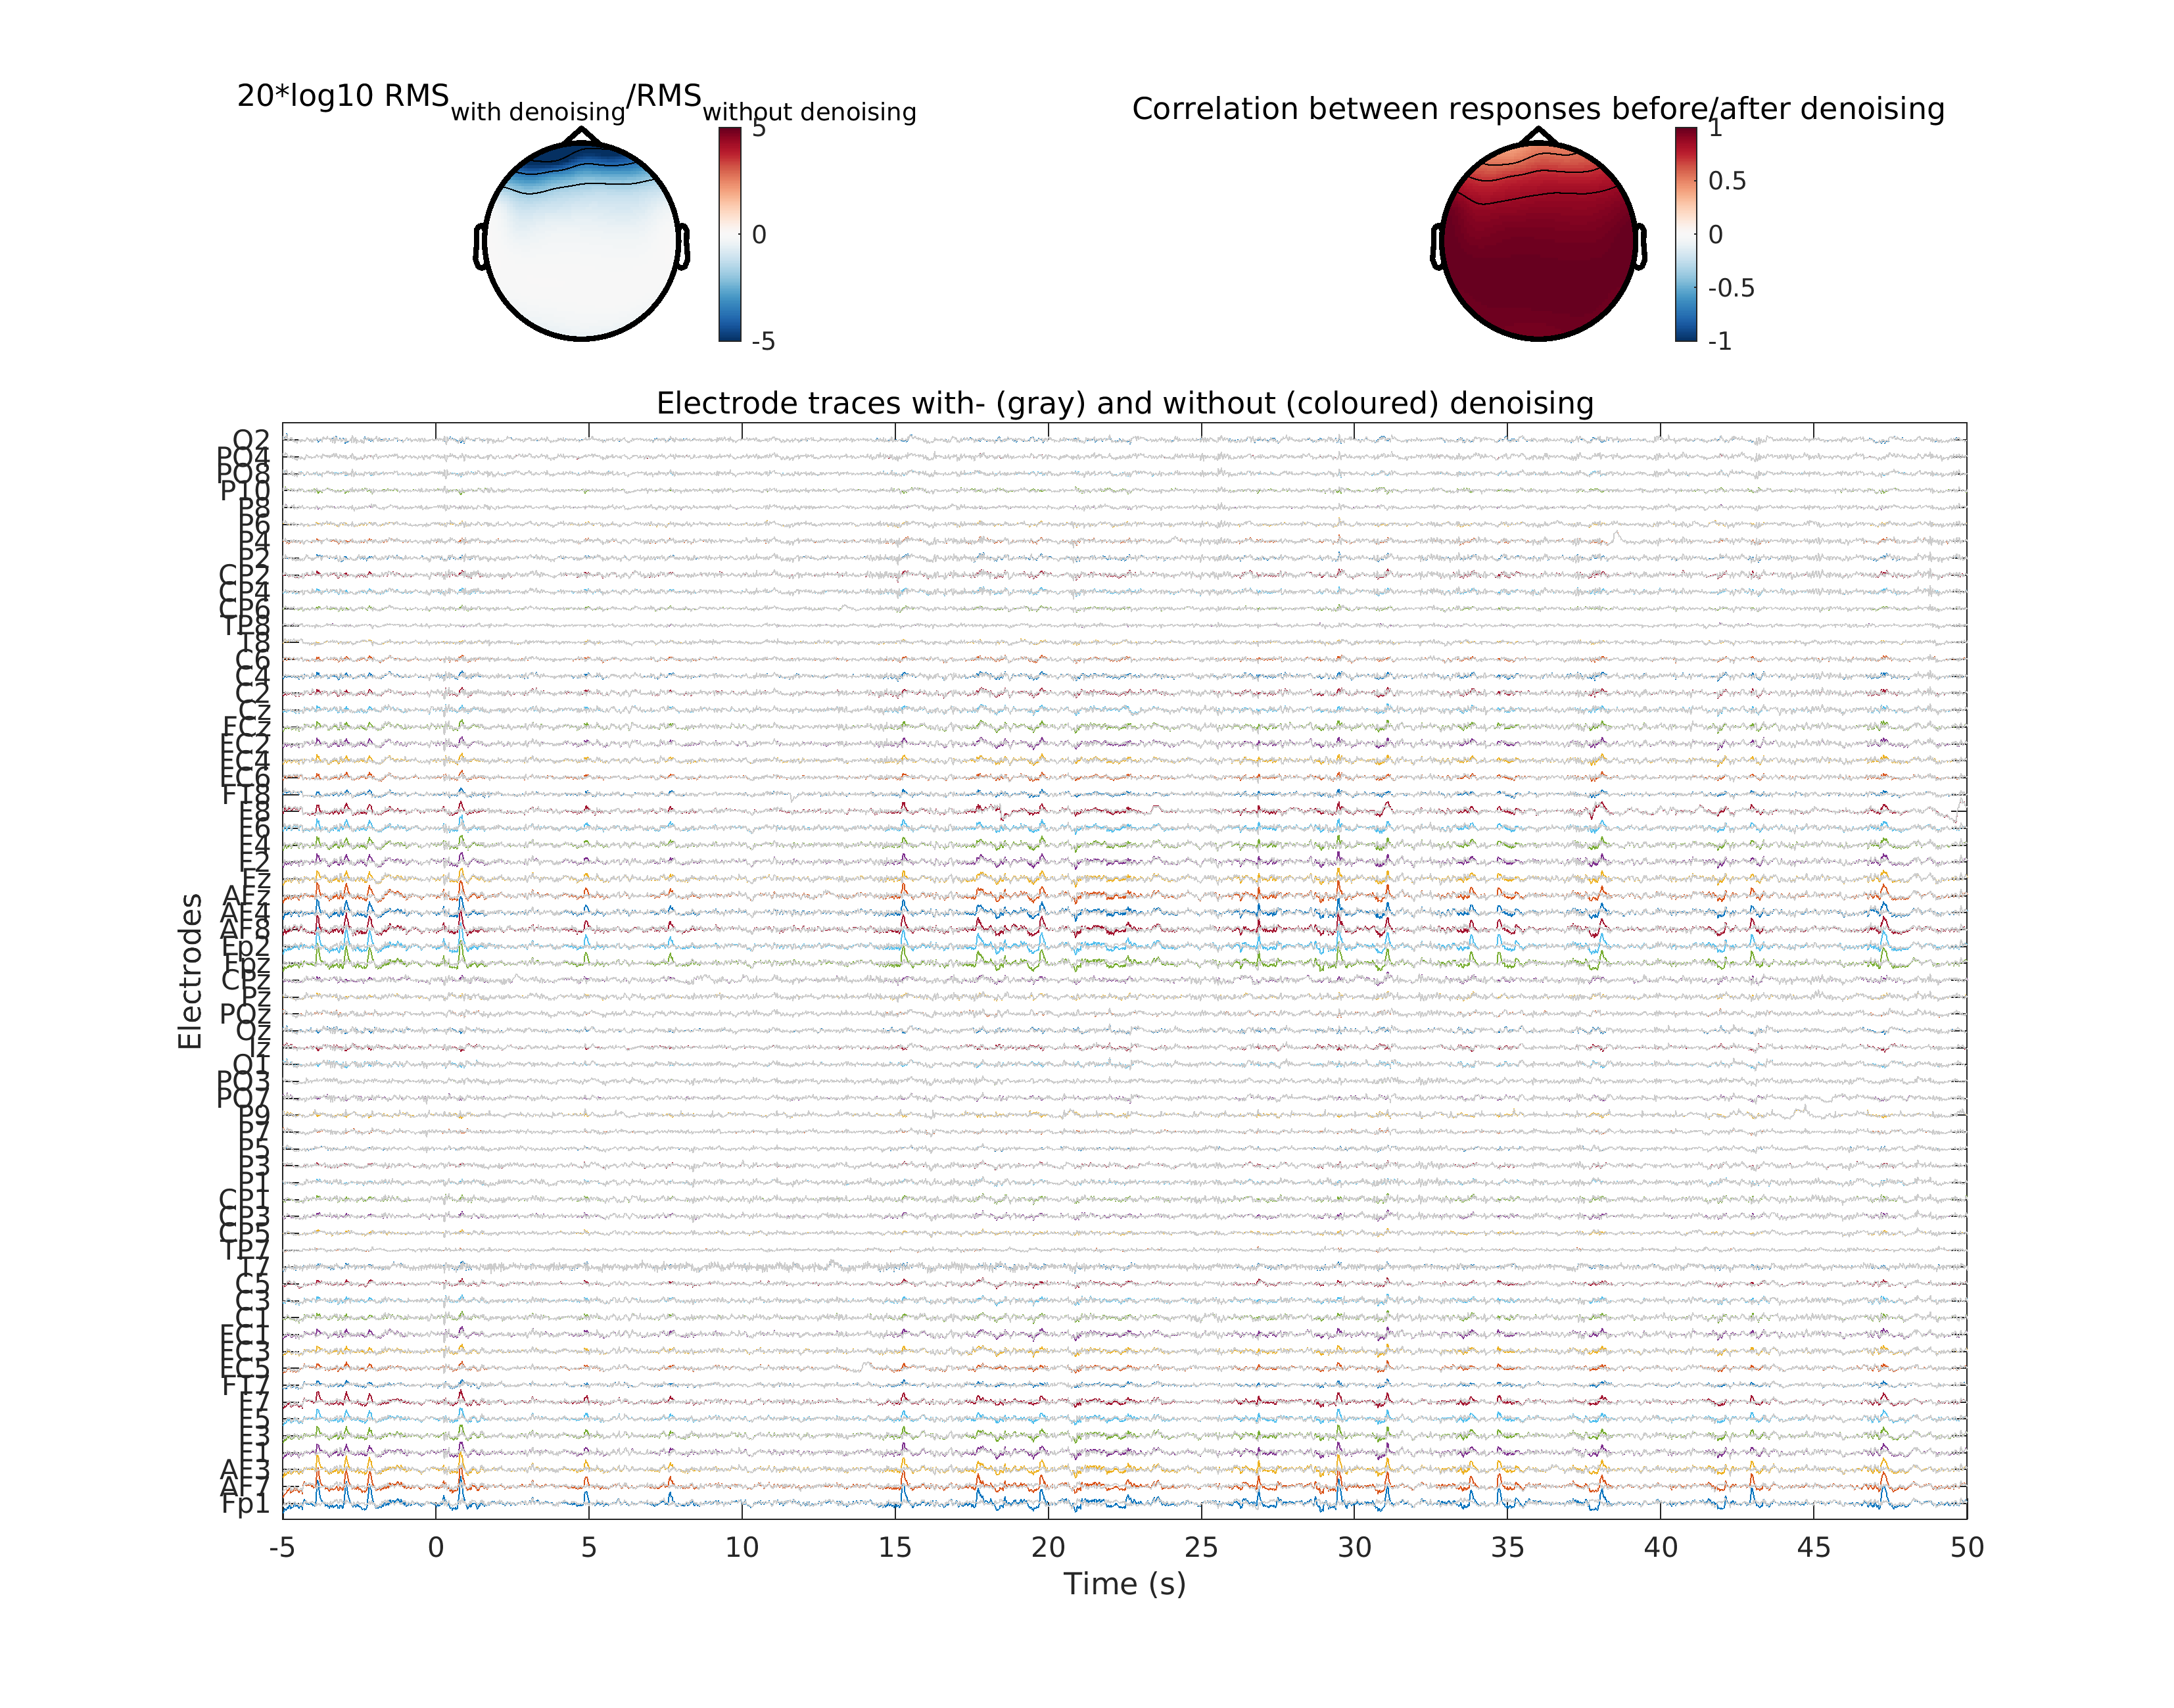 20*log10 RMS with denoising/RMS without denoising
5
0
-5
Correlation between responses before/after denoising
1
0.5
0
-0.5
-1
Electrode traces with- (gray) and without (coloured) denoising
Electrodes
O2
PO4
PO8
P10
P8
P6
P4
P2
CP2
CP4
CP6
TP8
T8
C6
C4
C2
Cz
FCz
FC2
FC4
FC6
FT8
F8
F6
F4
F2
Fz
AFz
AF4
AF8
Fp2
Fpz
CPz
Pz
POz
Oz
Iz
O1
PO3
PO7
P9
P7
P5
P3
P1
CP1
CP3
CP5
TP7
T7
C5
C3
C1
FC1
FC3
FC5
FT7
F7
F5
F3
F1
AF3
AF7
Fp1
-5 0 5 10 15 20 25 30 35 40 45 50
Time (s)